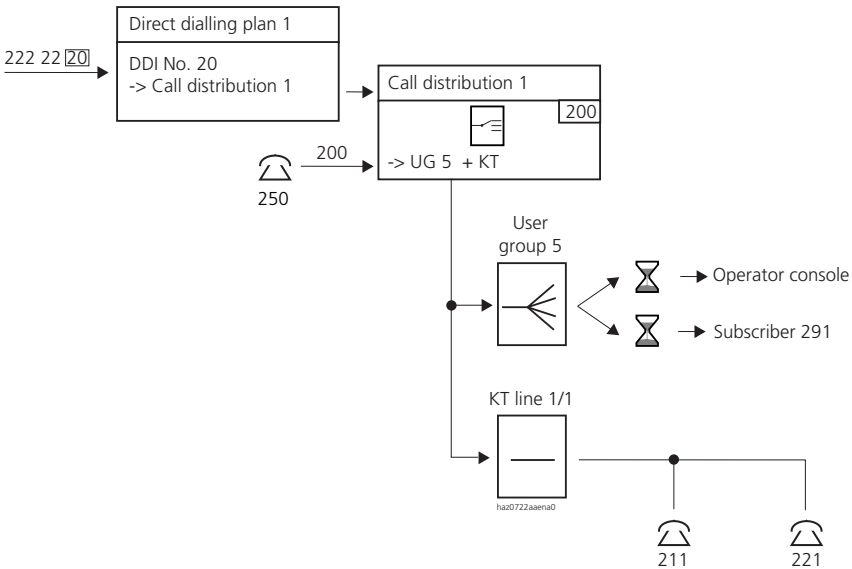 Direct dialling plan 1
222 22 20
DDI No. 20
-> Call distribution 1
Call distribution 1
200
200
-> UG 5 + KT
250
User
group 5
Operator console
Subscriber 291
KT line 1/1
haz0722aaena0
211
221